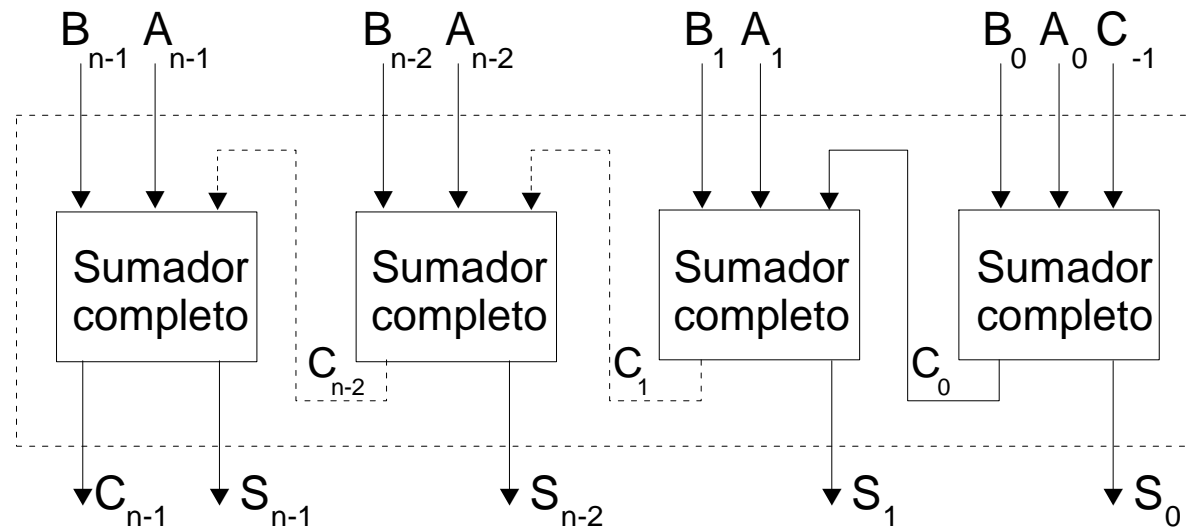 B n-1 A n-1 B n-2 A n-2 B 1 A 1 B 0 A 0 C -1
Sumador completo
Sumador completo
Sumador completo
Sumador completo
C n-2 C 1 C 0
C n-1 S n-1 S n-2 S 1 S 0